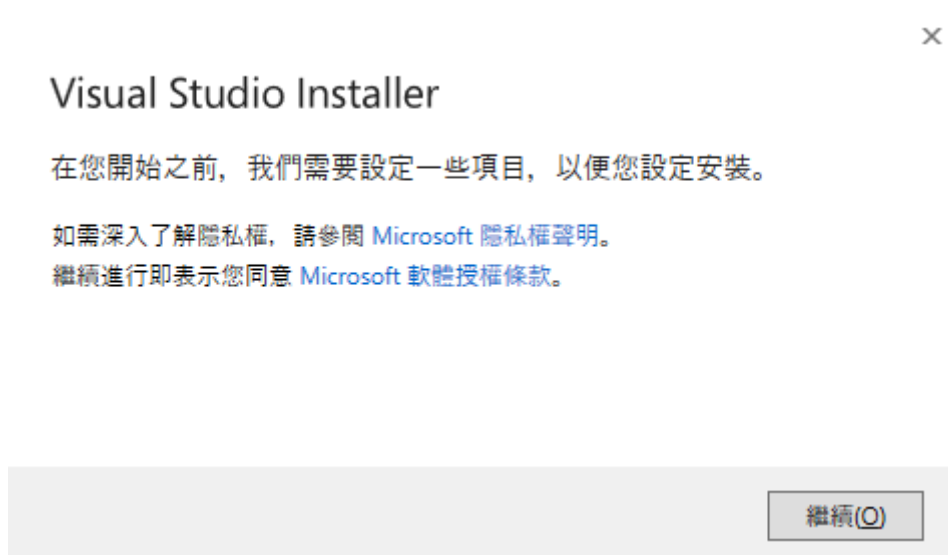 Visual Studio Installer
在您開始之前，我們需要設定一些項目，以便您設定安裝。
如需深入了解隱私權，請參閱 Microsoft 隱私權聲明。
繼續進行即表示您同意 Microsoft 軟體授權條款。
繼續(O)